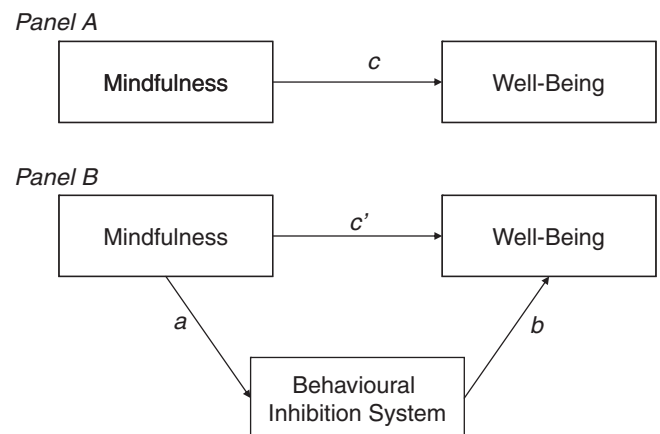 Panel A
Mindfulness
c
Well-Being
Panel B
Mindfulness
c'
Well-Being
a
b
Behavioural
Inhibition System